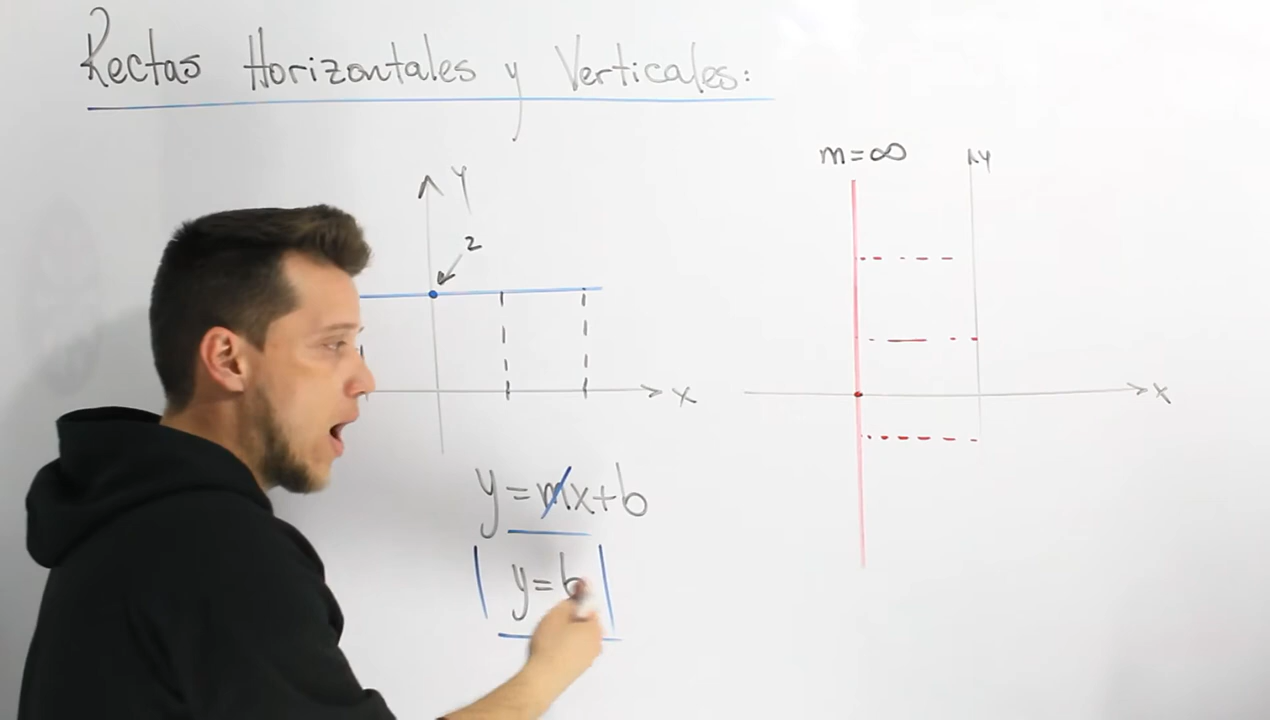 Rectas Horizontales y Verticales:
m=∞
Y
Y
2
X
X
y=mx+b
y=b